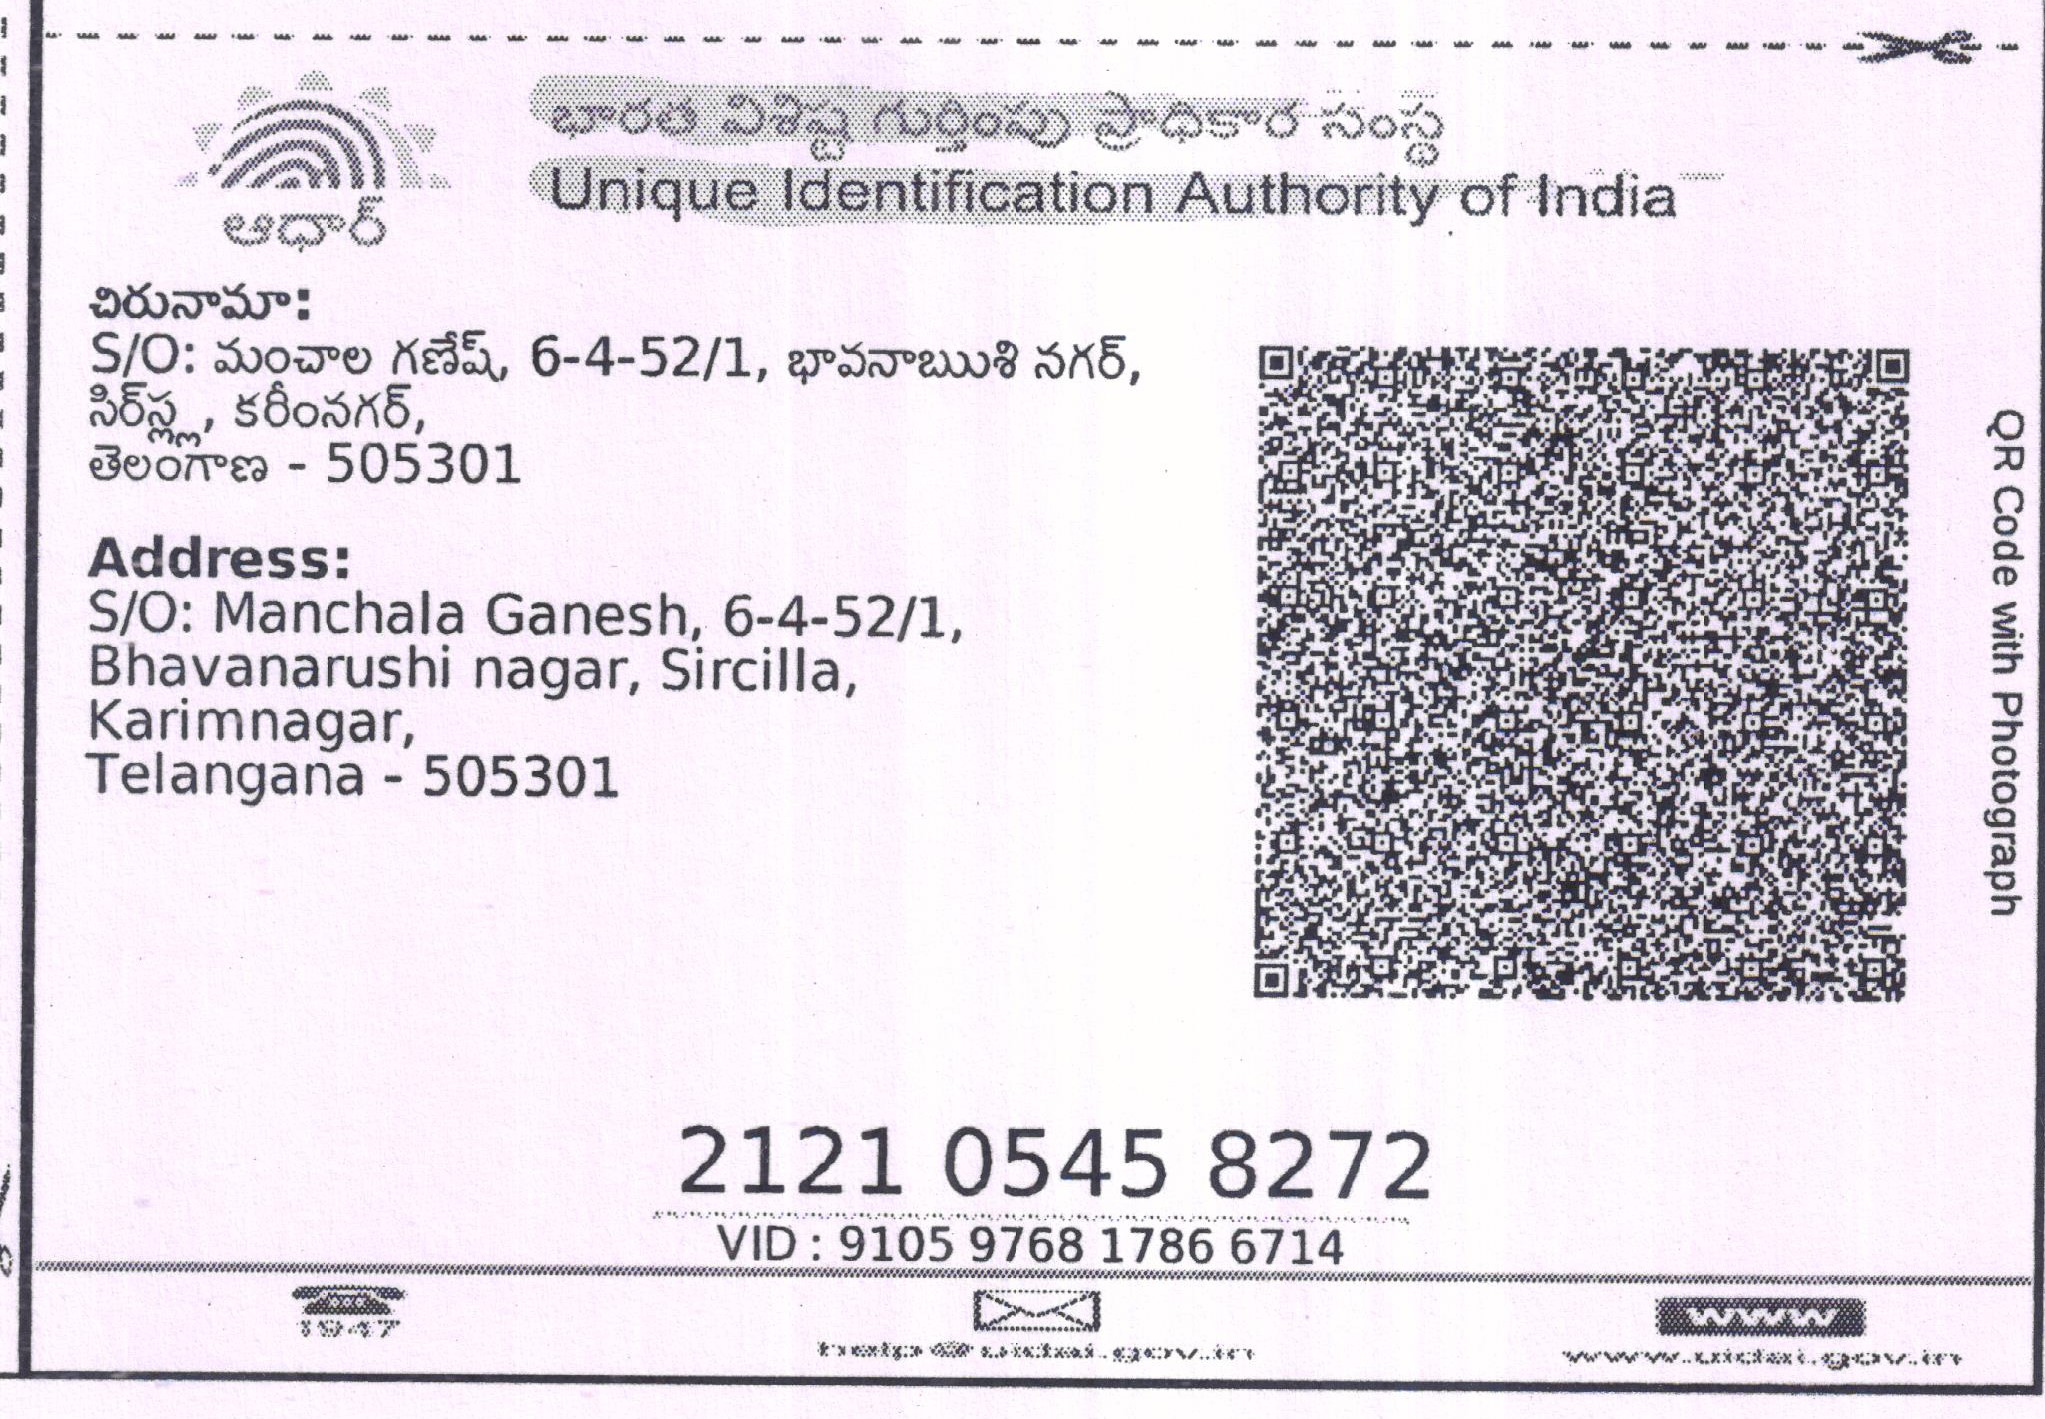 భారత విశిష్ట గుర్తింపు ప్రాధికార సంస్థ
Unique Identification Authority of India
ఆధార్
చిరునామా:
S/O: మంచాల గణేష్, 6-4-52/1, భావనాఋుశి నగర్,
సిర్స్ల్ల, కరీంనగర్,
తెలంగాణ - 505301
Address:
S/O: Manchala Ganesh, 6-4-52/1,
Bhavanarushi nagar, Sircilla,
Karimnagar,
Telangana - 505301
QR Code with Photograph
2121 0545 8272
VID : 9105 9768 1786 6714
1947
help@uidai.gov.in
www
www.uidai.gov.in